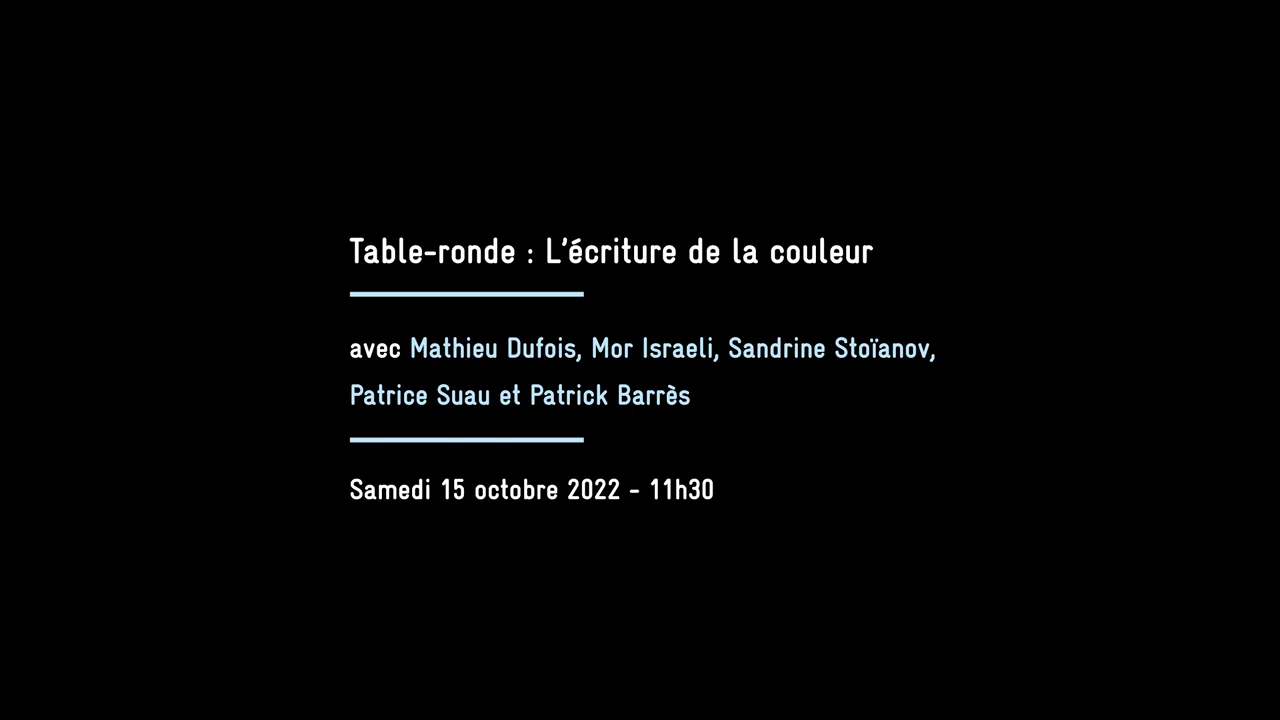 Table-ronde : L’écriture de la couleur
avec Mathieu Dufois, Mor Israeli, Sandrine Stoïanov,
Patrice Suau et Patrick Barrès
Samedi 15 octobre 2022 - 11h30